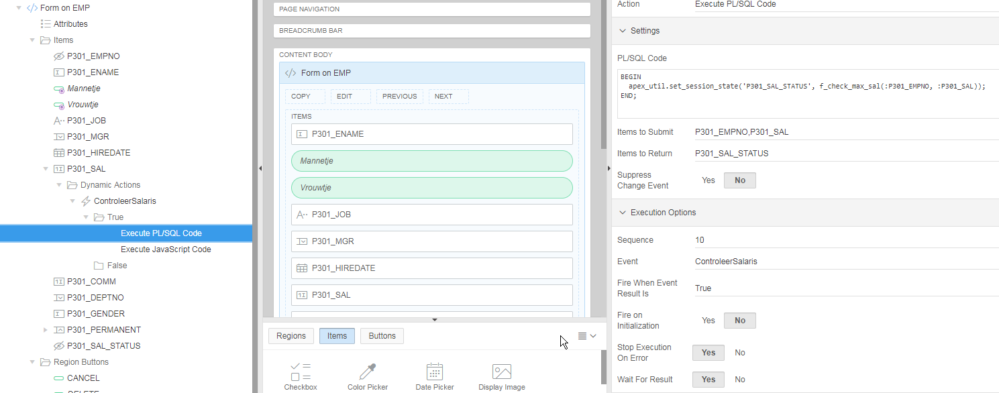 Form on EMP
Attributes
Items
P301_EMPNO
P301_ENAME
Mannetje
Vrouwtje
P301_JOB
P301_MGR
P301_HIREDATE
P301_SAL
Dynamic Actions
ControleerSalaris
True
Execute PL/SQL Code
Execute JavaScript Code
False
P301_COMM
P301_DEPTNO
P301_GENDER
P301_PERMANENT
P301_SAL_STATUS
Region Buttons
CANCEL
DELETE
PAGE NAVIGATION
BREADCRUMB BAR
CONTENT BODY
Form on EMP
COPY EDIT PREVIOUS NEXT
ITEMS
P301_ENAME
Mannetje
Vrouwtje
P301_JOB
P301_MGR
P301_HIREDATE
P301_SAL
Regions Items Buttons
Checkbox Color Picker Date Picker Display Image
Action Execute PL/SQL Code
Settings
PL/SQL Code
BEGIN
apex_util.set_session_state('P301_SAL_STATUS', f_check_max_sal(:P301_EMPNO, :P301_SAL));
END;
Items to Submit P301_EMPNO,P301_SAL
Items to Return P301_SAL_STATUS
Suppress
Change Event Yes No
Execution Options
Sequence 10
Event ControleerSalaris
Fire When Event
Result Is True
Fire on
Initialization Yes No
Stop Execution
On Error Yes No
Wait For Result Yes No